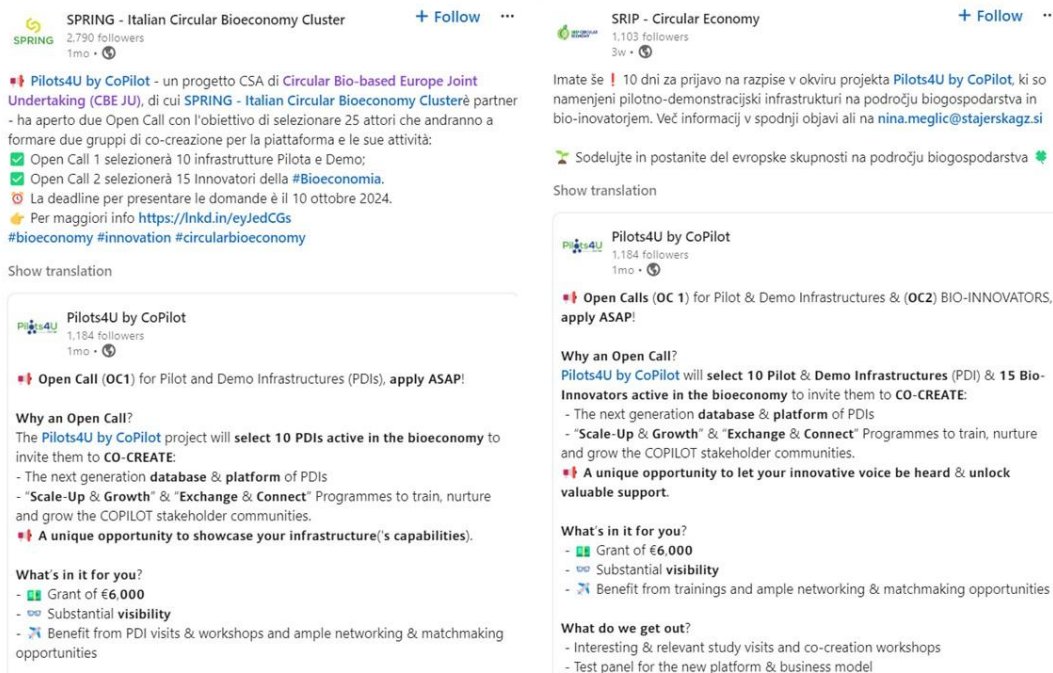 SPRING - Italian Circular Bioeconomy Cluster
+ Follow
SPRING
2,790 followers
1mo •
Pilots4U by CoPilot - un progetto CSA di Circular Bio-based Europe Joint
Undertaking (CBE JU), di cui SPRING - Italian Circular Bioeconomy Clusterè partner
- ha aperto due Open Call con l'obiettivo di selezionare 25 attori che andranno a
formare due gruppi di co-creazione per la piattaforma e le sue attività:
✅ Open Call 1 selezionerà 10 infrastrutture Pilota e Demo;
✅ Open Call 2 selezionerà 15 Innovatori della #Bioeconomia.
⏰ La deadline per presentare le domande è il 10 ottobre 2024.
👉 Per maggiori info https://lnkd.in/eyJedCGs
#bioeconomy #innovation #circularbioeconomy
Show translation
Pilots4U
Pilots4U by CoPilot
1,184 followers
1mo •
Open Call (OC1) for Pilot and Demo Infrastructures (PDIs), apply ASAP!
Why an Open Call?
The Pilots4U by CoPilot project will select 10 PDIs active in the bioeconomy to
invite them to CO-CREATE:
- The next generation database & platform of PDIs
- "Scale-Up & Growth" & "Exchange & Connect" Programmes to train, nurture
and grow the COPILOT stakeholder communities.
A unique opportunity to showcase your infrastructure('s capabilities).
What's in it for you?
- Grant of €6,000
- Substantial visibility
- Benefit from PDI visits & workshops and ample networking & matchmaking
opportunities
SRIP - Circular Economy
+ Follow
1,103 followers
3w •
Imate še ❗ 10 dni za prijavo na razpise v okviru projekta Pilots4U by CoPilot, ki so
namenjeni pilotno-demonstracijski infrastrukturi na področju biogospodarstva in
bio-inovatorjem. Več informacij v spodnji objavi ali na nina.meglic@stajerskagz.si
🌱 Sodelujte in postanite del evropske skupnosti na področju biogospodarstva 🍀
Show translation
Pilots4U
Pilots4U by CoPilot
1,184 followers
1mo •
Open Calls (OC 1) for Pilot & Demo Infrastructures & (OC2) BIO-INNOVATORS,
apply ASAP!
Why an Open Call?
Pilots4U by CoPilot will select 10 Pilot & Demo Infrastructures (PDI) & 15 Bio-
Innovators active in the bioeconomy to invite them to CO-CREATE:
- The next generation database & platform of PDIs
- "Scale-Up & Growth" & "Exchange & Connect" Programmes to train, nurture
and grow the COPILOT stakeholder communities.
A unique opportunity to let your innovative voice be heard & unlock
valuable support.
What's in it for you?
- Grant of €6,000
- Substantial visibility
- Benefit from trainings and ample networking & matchmaking opportunities
What do we get out?
- Interesting & relevant study visits and co-creation workshops
- Test panel for the new platform & business model